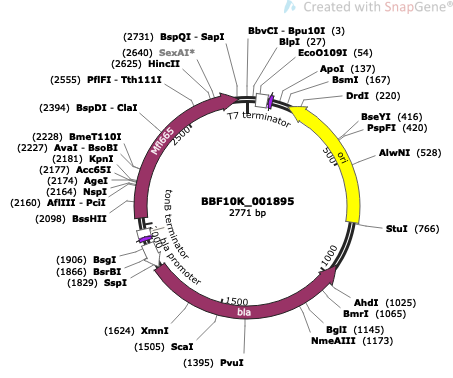 Created with SnapGene®
(2731) BspQI - SapI
(2640) SexAI*
(2625) HincII
(2555) PflFI - Tth111I
(2394) BspDI - ClaI
(2228) BmeT110I
(2227) AvaI - BsoBI
(2181) KpnI
(2177) Acc65I
(2174) AgeI
(2164) NspI
(2160) AflIII - PciI
(2098) BssHII
(1906) BsgI
(1866) BsrBI
(1829) SspI
(1624) XmnI
(1505) ScaI
(1395) PvuI
BbvCI - Bpu10I (3)
BlpI (27)
EcoO109I (54)
ApoI (137)
BsmI (167)
DrdI (220)
BseYI (416)
PspFI (420)
AlwNI (528)
StuI (766)
AhdI (1025)
BmrI (1065)
BglI (1145)
NmeAIII (1173)
T7 terminator
Mfl665
2500
ori
500
1000
1500
bla
bla promoter
tonB terminator
BBF10K_001895
2771 bp